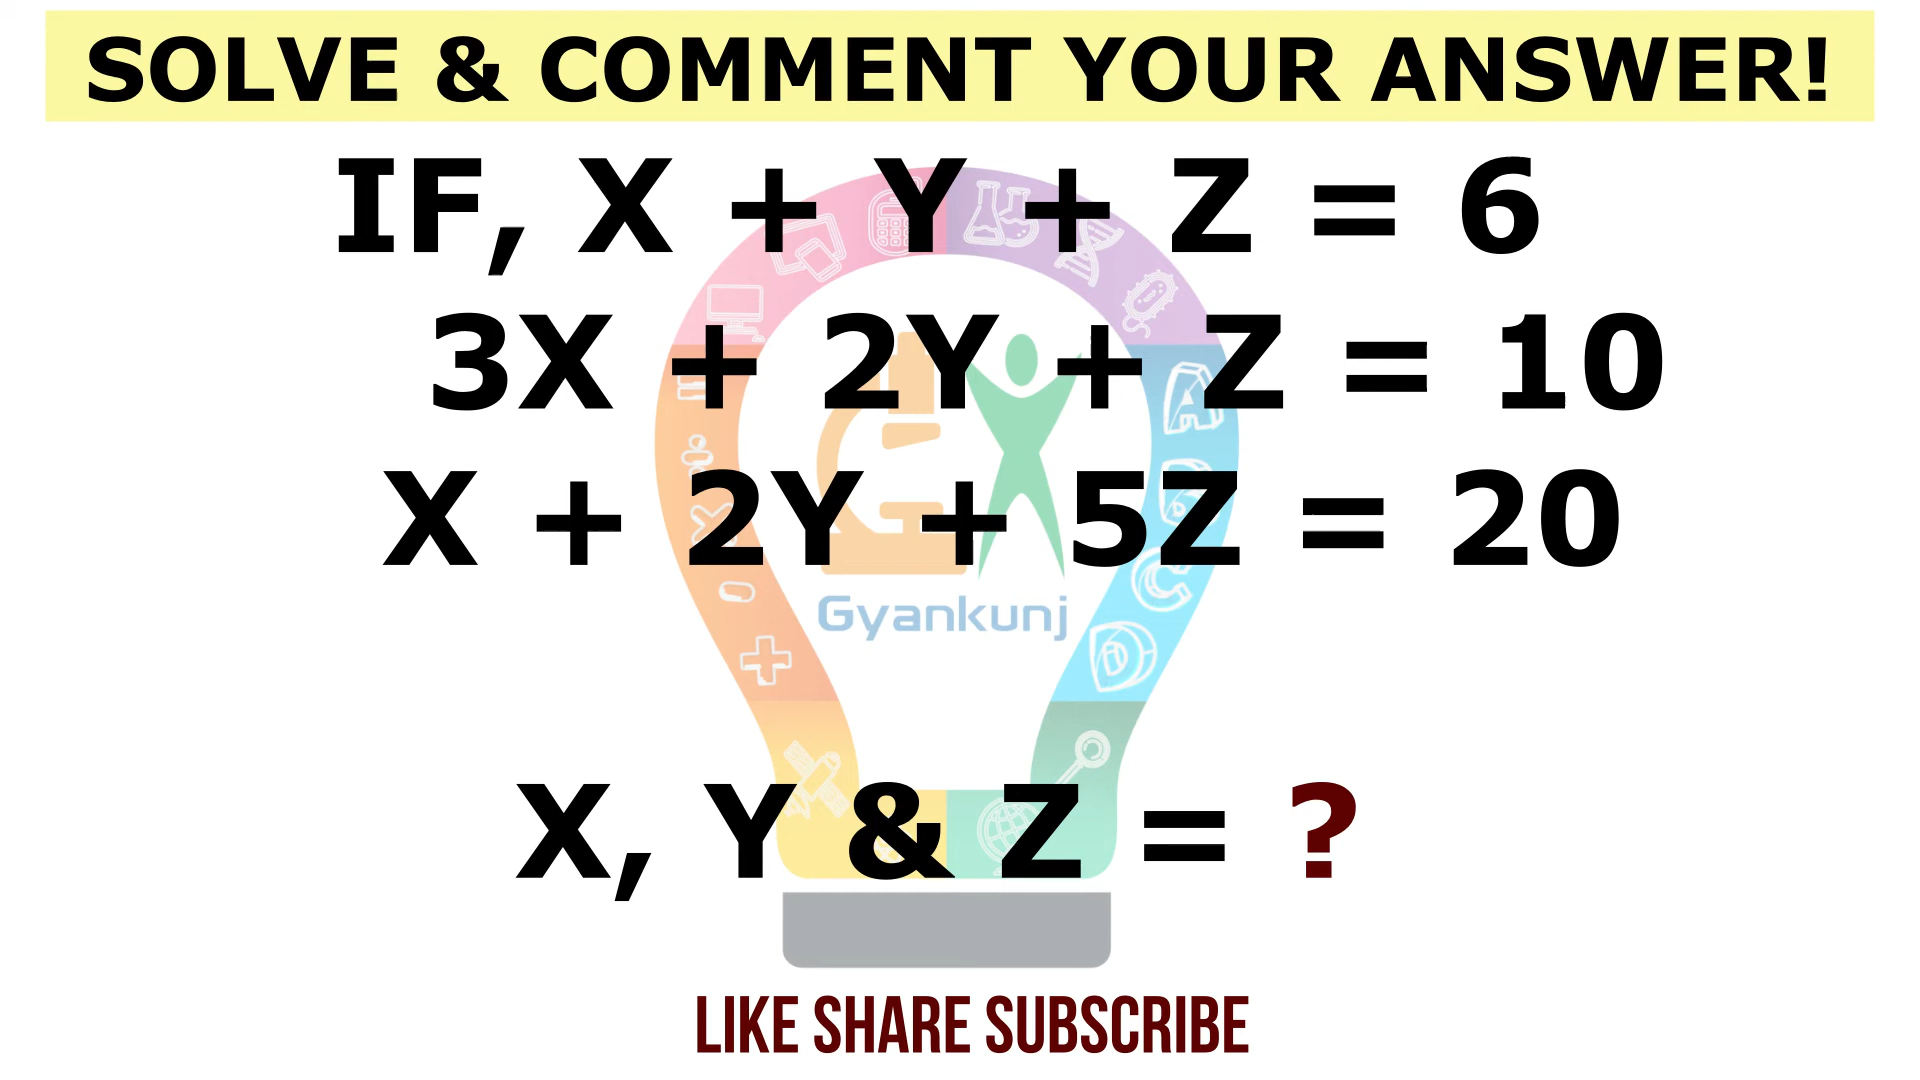 SOLVE & COMMENT YOUR ANSWER!
IF, X + Y + Z = 6
3X + 2Y + Z = 10
X + 2Y + 5Z = 20
Gyankunj
X, Y & Z = ?
LIKE SHARE SUBSCRIBE